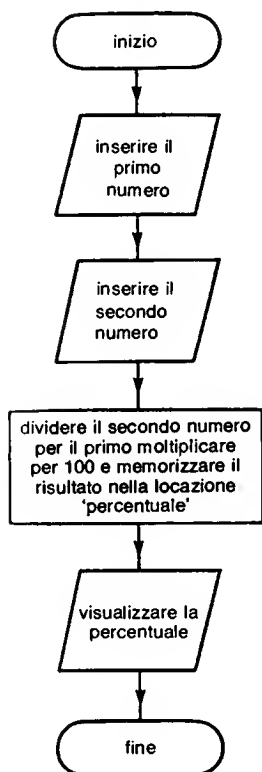 inizio
inserire il
primo
numero
inserire il
secondo
numero
dividere il secondo numero
per il primo moltiplicare
per 100 e memorizzare il
risultato nella locazione
'percentuale'
visualizzare la
percentuale
fine